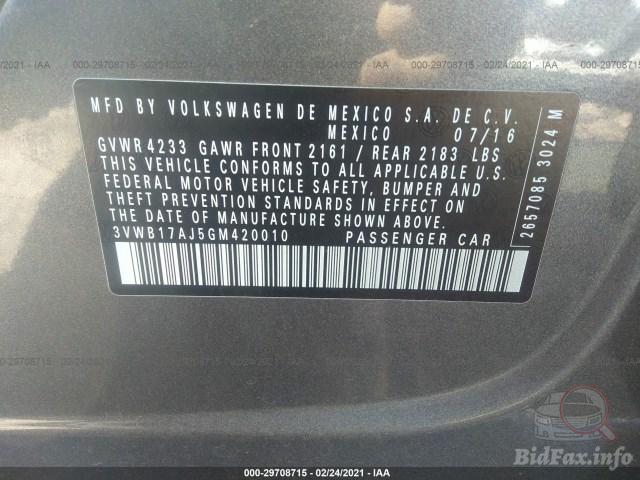 000-29708715 - 02/24/2021 - IAA
MFD BY VOLKSWAGEN DE MEXICO S.A. DE C.V.
MEXICO 07/16
GVWR 4233 GAWR FRONT 2161 / REAR 2183 LBS
THIS VEHICLE CONFORMS TO ALL APPLICABLE U.S.
FEDERAL MOTOR VEHICLE SAFETY, BUMPER AND
THEFT PREVENTION STANDARDS IN EFFECT ON
THE DATE OF MANUFACTURE SHOWN ABOVE.
3VWB17AJ5GM420010 PASSENGER CAR
2657085 3024 M
000-29708715 - 02/24/2021 - IAA
BidFax.info